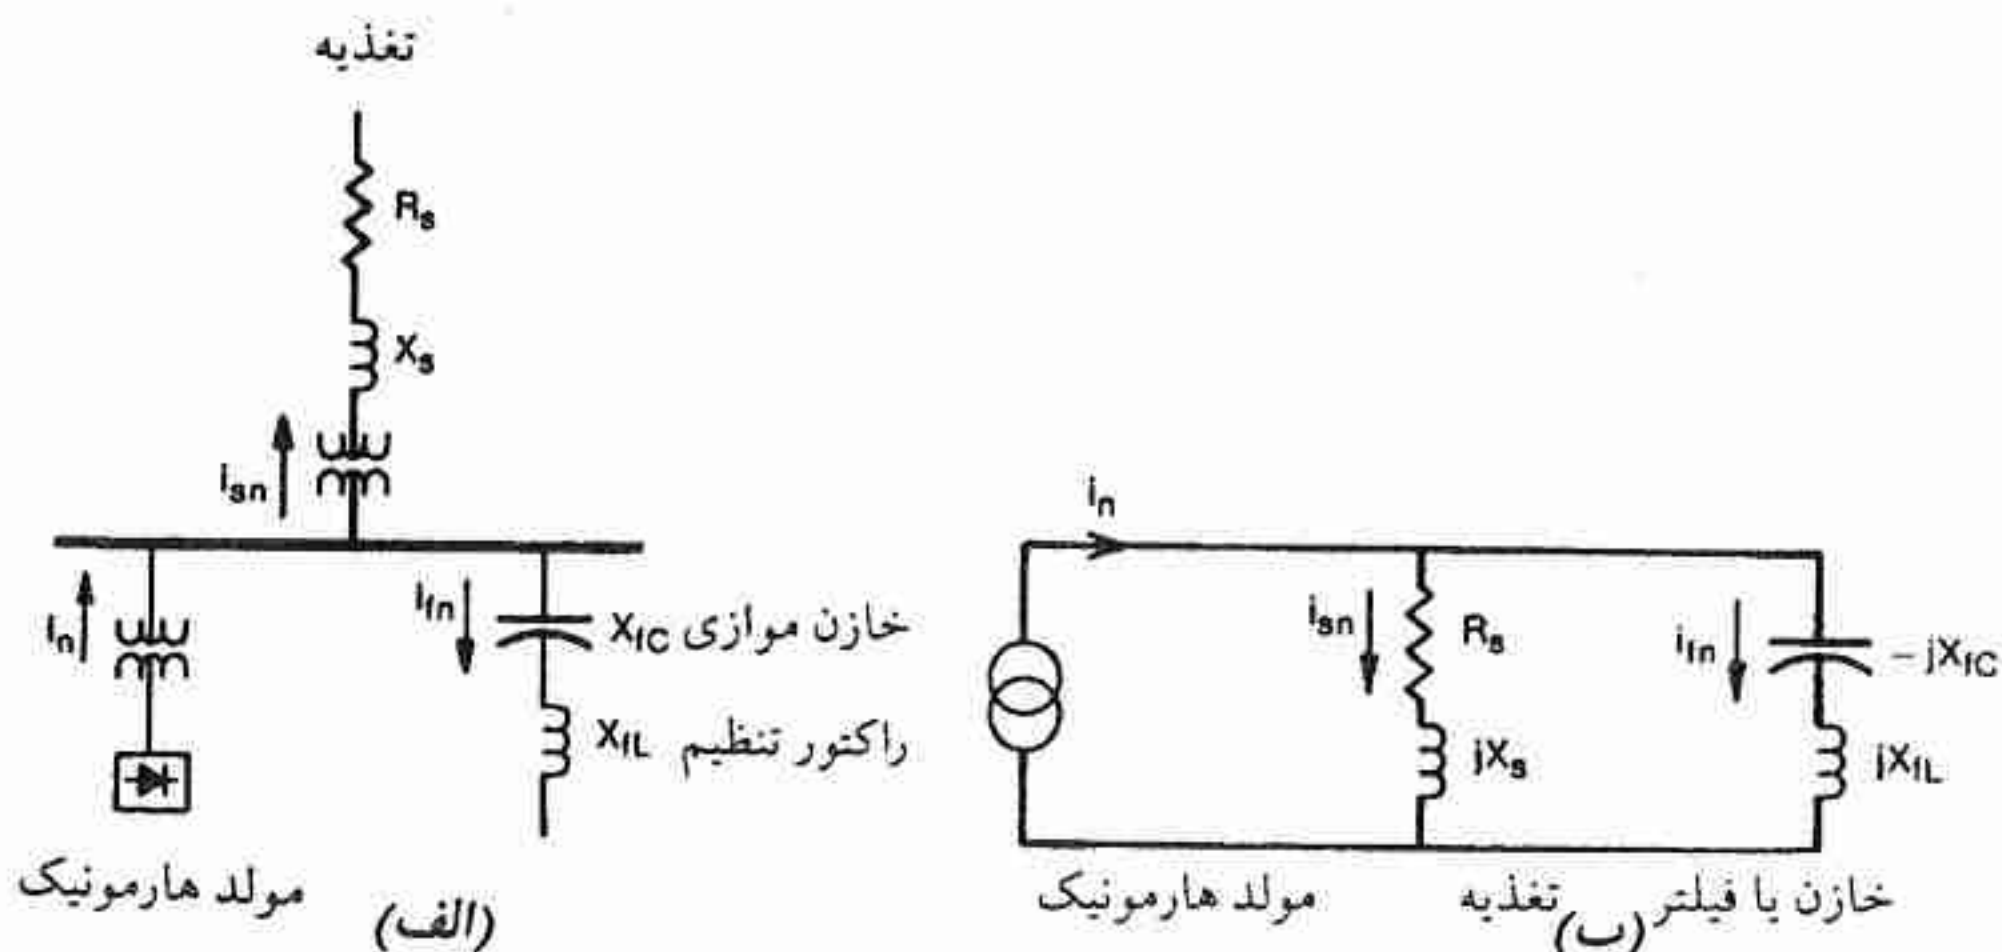 تغذیه
Rs
Xs
isn
in
ifn
خازن موازی XfC
راکتور تنظیم XfL
مولد هارمونیک
(الف)
in
isn
Rs
jXs
ifn
– jXfC
jXfL
مولد هارمونیک
تغذیه
خازن یا فیلتر
(ب)